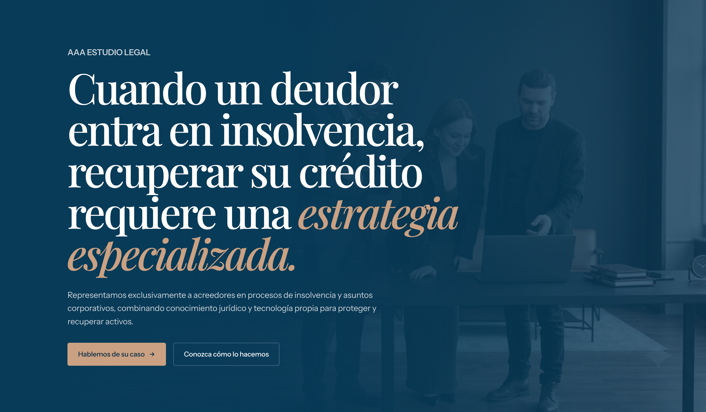 AAA ESTUDIO LEGAL
Cuando un deudor
entra en insolvencia,
recuperar su crédito
requiere una estrategia
especializada.
Representamos exclusivamente a acreedores en procesos de insolvencia y asuntos
corporativos, combinando conocimiento jurídico y tecnología propia para proteger y
recuperar activos.
Hablemos de su caso →
Conozca cómo lo hacemos